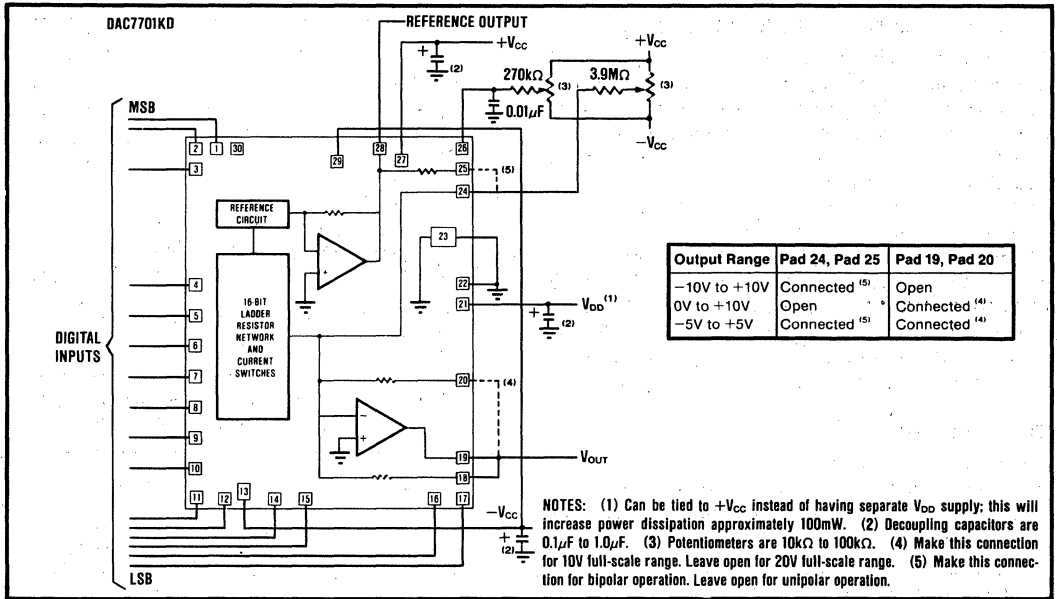 DAC7701KD
REFERENCE OUTPUT
+VCC
+
(2)
+VCC
270kΩ
(3)
3.9MΩ
(3)
0.01μF
−VCC
MSB
2
1
30
29
28
27
26
3
25
(5)
24
REFERENCE
CIRCUIT
−
+
23
4
22
21
VDD(1)
+
(2)
5
16-BIT
LADDER
RESISTOR
NETWORK
AND
CURRENT
SWITCHES
DIGITAL
INPUTS
6
7
20
(4)
8
−
+
9
19
VOUT
10
18
11
12
13
14
15
16
17
−VCC
+
(2)
LSB
Output Range Pad 24, Pad 25 Pad 19, Pad 20
−10V to +10V Connected (5) Open
0V to +10V Open Connected (4)
−5V to +5V Connected (5) Connected (4)
NOTES: (1) Can be tied to +VCC instead of having separate VDD supply; this will
increase power dissipation approximately 100mW. (2) Decoupling capacitors are
0.1μF to 1.0μF. (3) Potentiometers are 10kΩ to 100kΩ. (4) Make this connection
for 10V full-scale range. Leave open for 20V full-scale range. (5) Make this connec-
tion for bipolar operation. Leave open for unipolar operation.